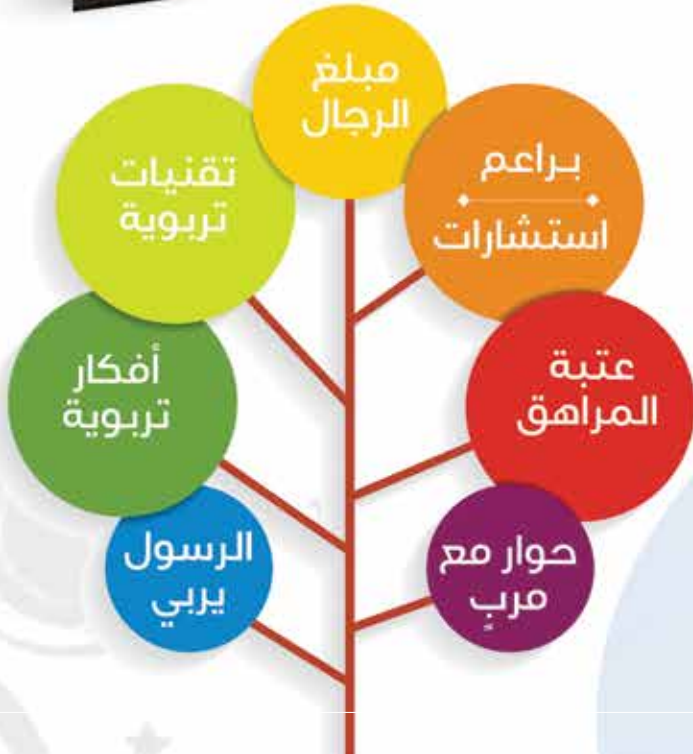 مبلغ
الرجال
براعم
استشارات
تقنيات
تربوية
عتبة
المراهق
أفكار
تربوية
حوار مع
مربٍ
الرسول
يربي